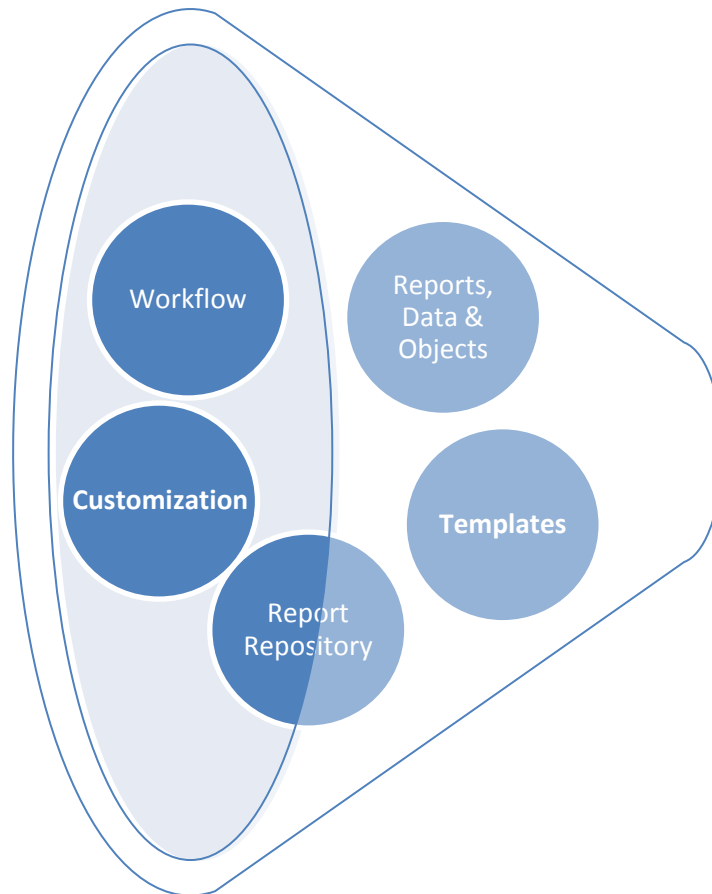 Workflow
Reports,
Data &
Objects
Customization
Templates
Report
Repository